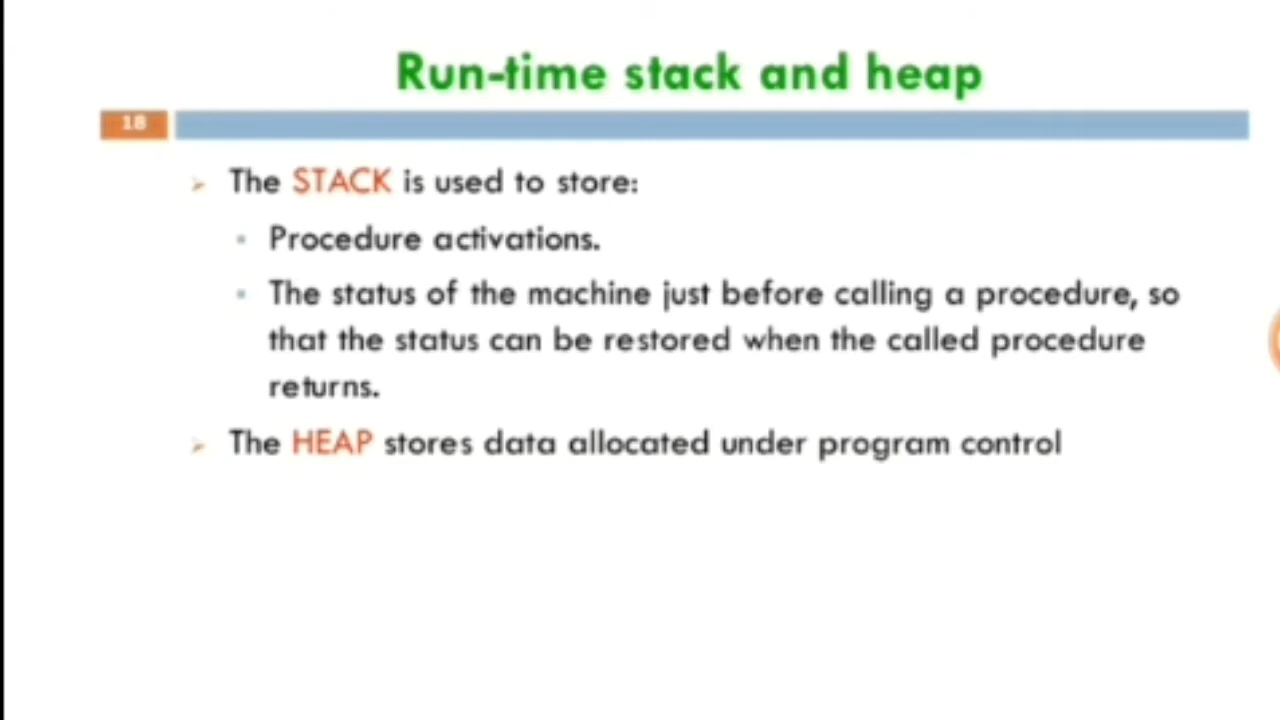 Run-time stack and heap
18
The STACK is used to store:
Procedure activations.
The status of the machine just before calling a procedure, so
that the status can be restored when the called procedure
returns.
The HEAP stores data allocated under program control